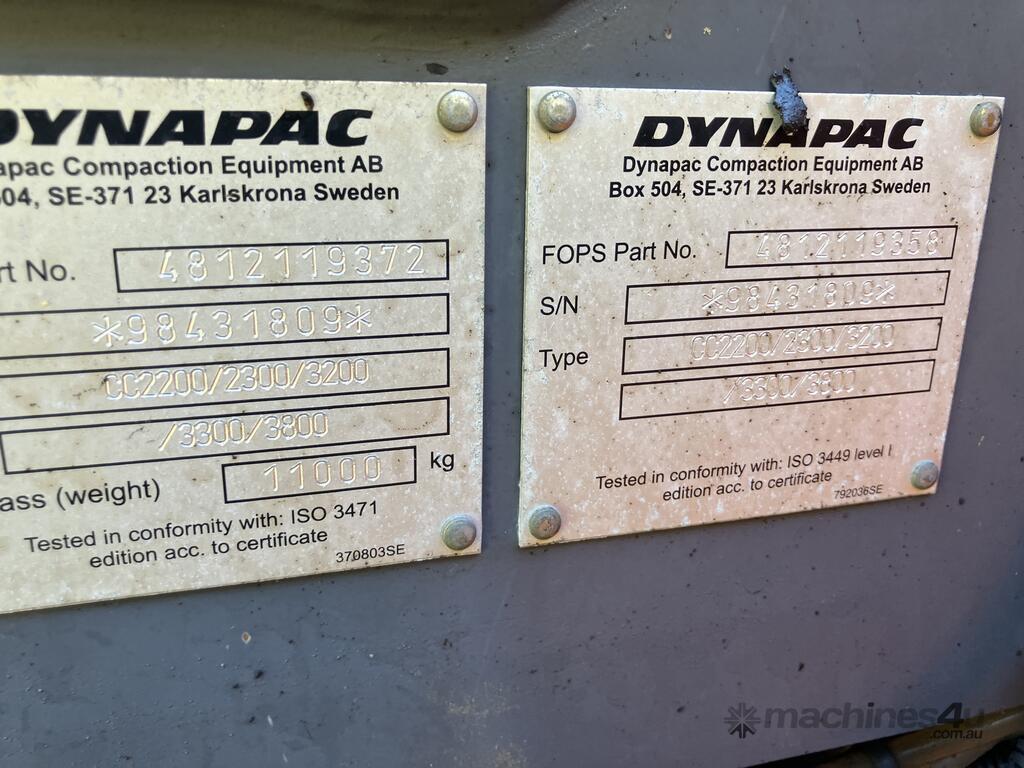 DYNAPAC
napac Compaction Equipment AB
504, SE-371 23 Karlskrona Sweden
rt No. 4812119372
*98431809*
CC2200/2300/3200
/3300/3800
ass (weight) 11000 kg
Tested in conformity with: ISO 3471
edition acc. to certificate
370803SE
DYNAPAC
Dynapac Compaction Equipment AB
Box 504, SE-371 23 Karlskrona Sweden
FOPS Part No. 4812119358
S/N *98431809*
Type CC2200/2300/3200
/3300/3800
Tested in conformity with: ISO 3449 level I
edition acc. to certificate
792036SE
machines4u
.com.au